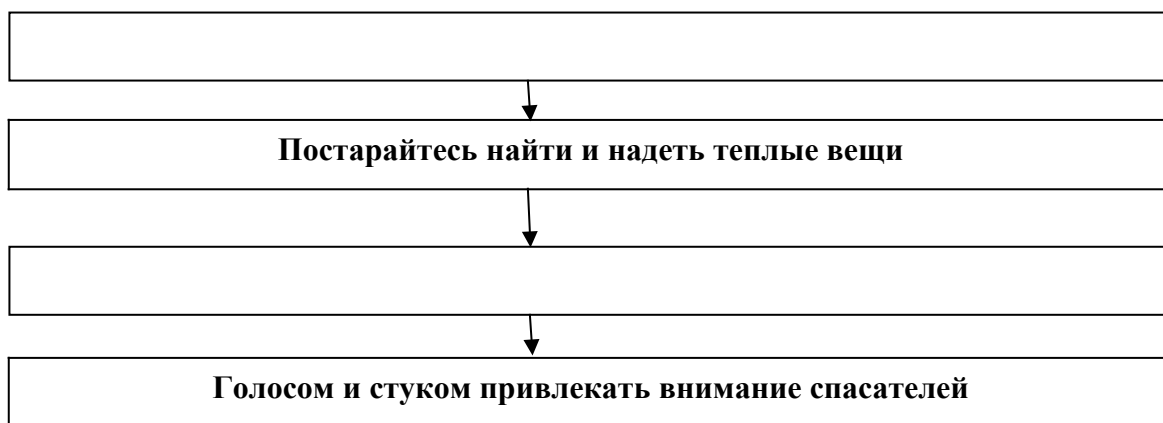 Постарайтесь найти и надеть теплые вещи
Голосом и стуком привлекать внимание спасателей